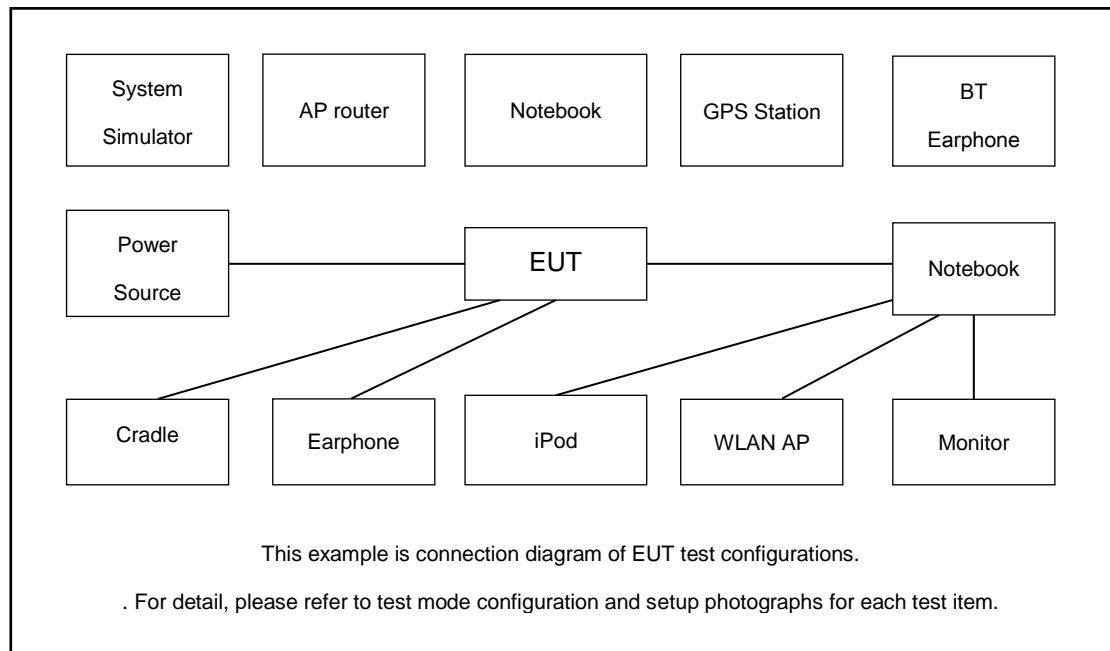 System
Simulator
AP router
Notebook
GPS Station
BT
Earphone
Power
Source
EUT
Notebook
Cradle
Earphone
iPod
WLAN AP
Monitor
This example is connection diagram of EUT test configurations.
. For detail, please refer to test mode configuration and setup photographs for each test item.